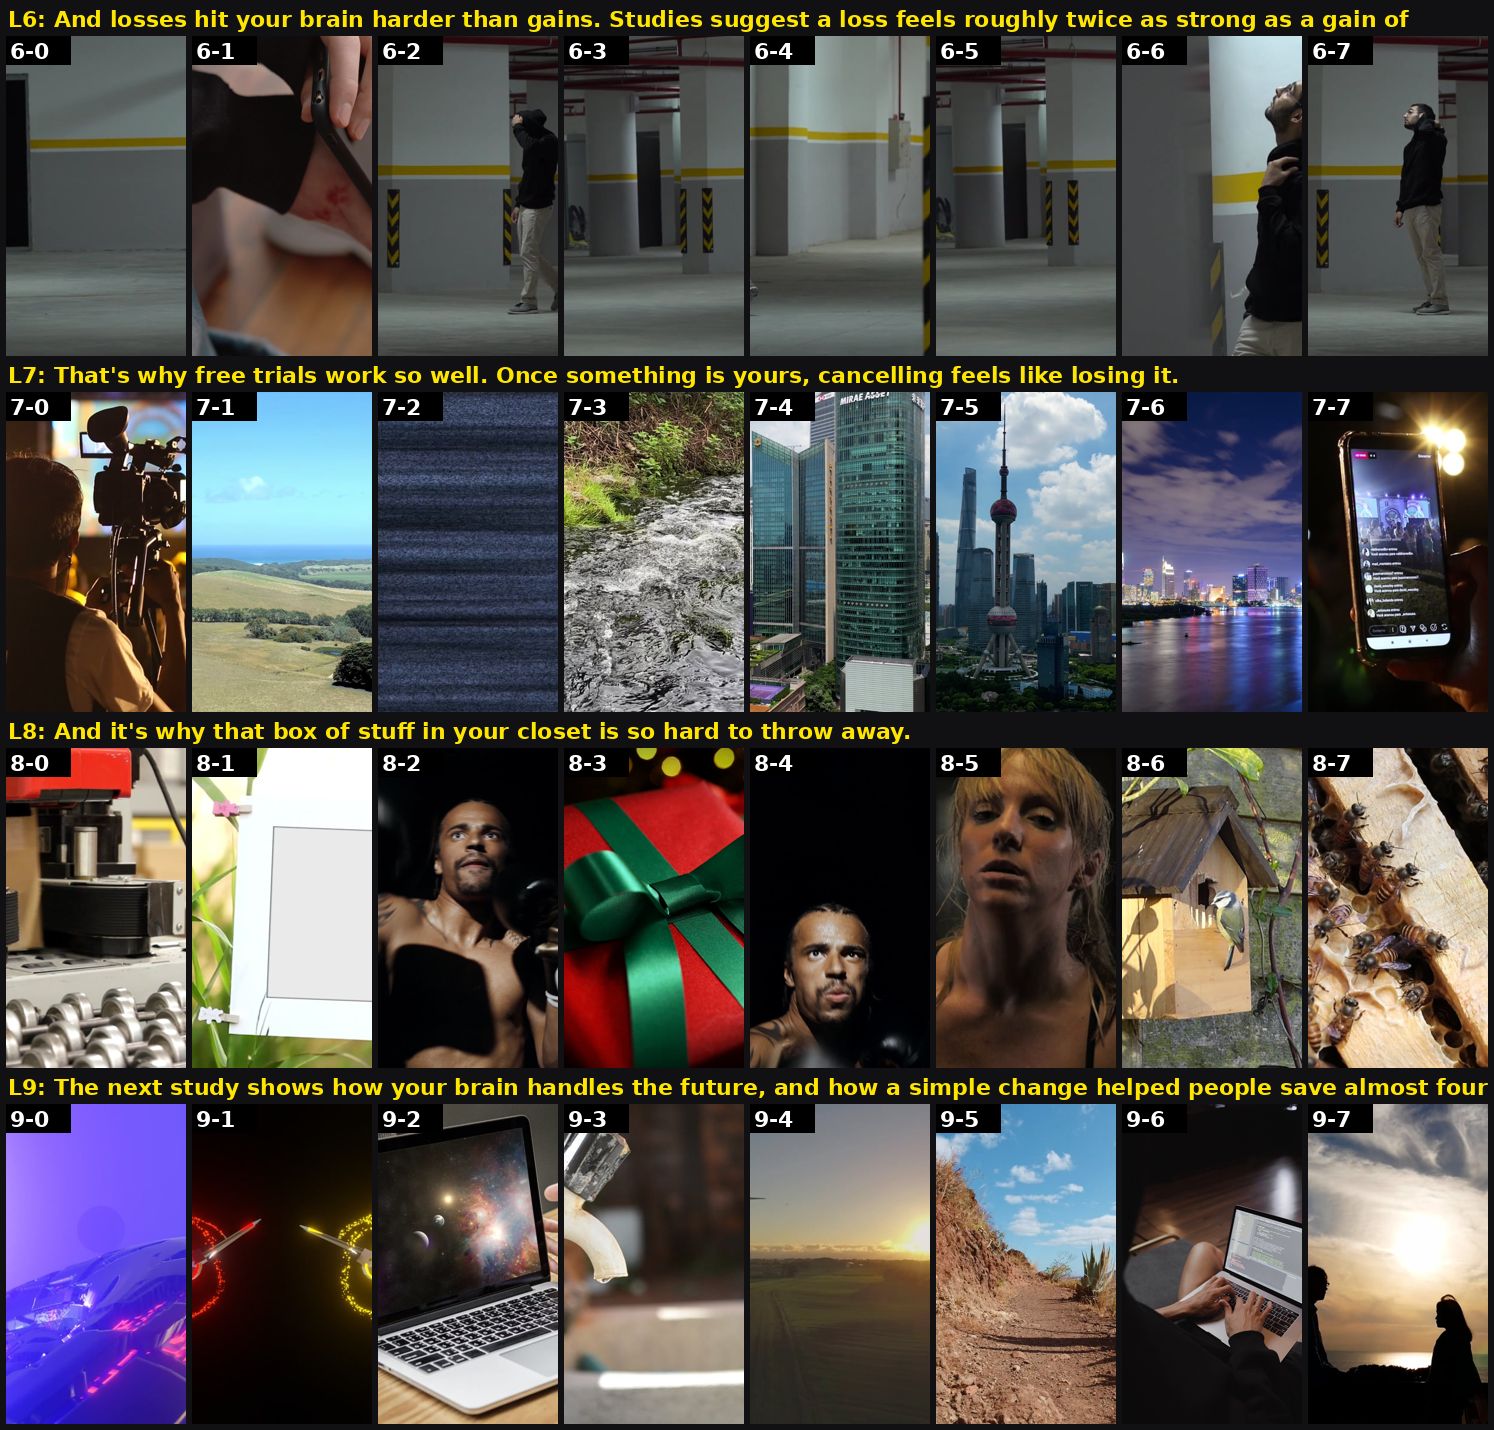 L6: And losses hit your brain harder than gains. Studies suggest a loss feels roughly twice as strong as a gain of
6-0 6-1 6-2 6-3 6-4 6-5 6-6 6-7
L7: That's why free trials work so well. Once something is yours, cancelling feels like losing it.
7-0 7-1 7-2 7-3 7-4 7-5 7-6 7-7
MIRAE ASSET
L8: And it's why that box of stuff in your closet is so hard to throw away.
8-0 8-1 8-2 8-3 8-4 8-5 8-6 8-7
L9: The next study shows how your brain handles the future, and how a simple change helped people save almost four
9-0 9-1 9-2 9-3 9-4 9-5 9-6 9-7